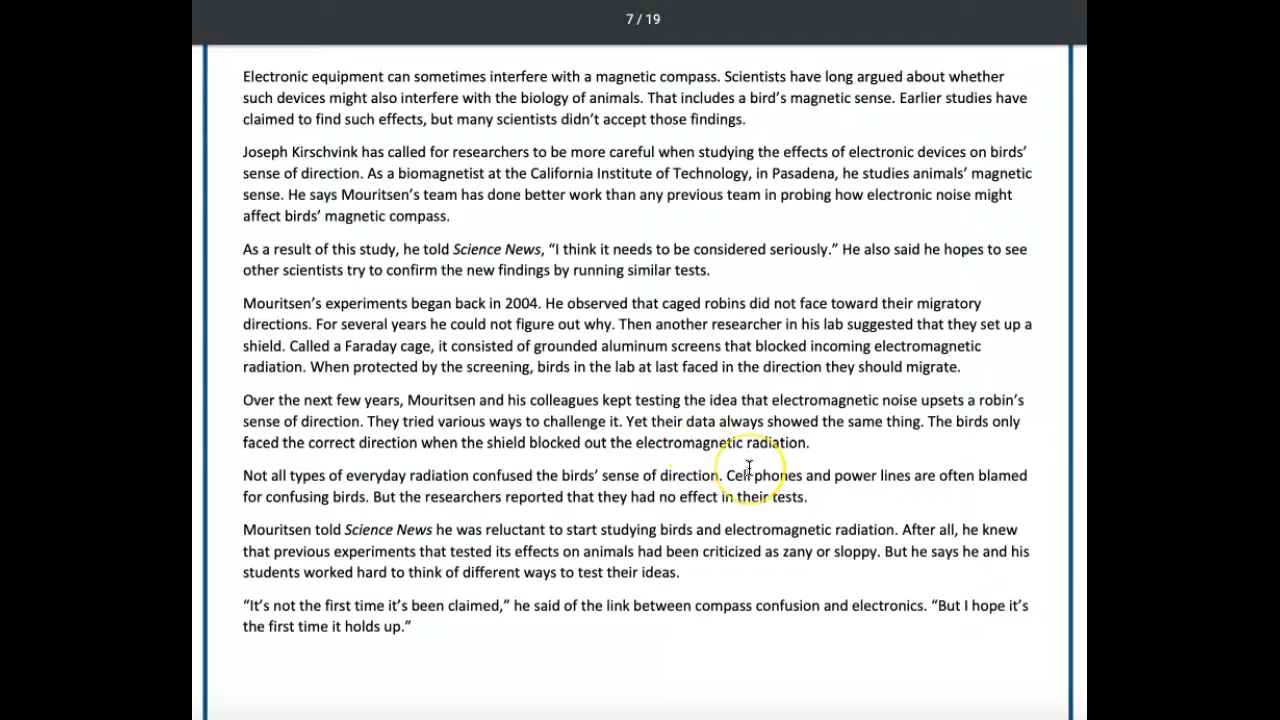 7 / 19
Electronic equipment can sometimes interfere with a magnetic compass. Scientists have long argued about whether
such devices might also interfere with the biology of animals. That includes a bird’s magnetic sense. Earlier studies have
claimed to find such effects, but many scientists didn’t accept those findings.
Joseph Kirschvink has called for researchers to be more careful when studying the effects of electronic devices on birds’
sense of direction. As a biomagnetist at the California Institute of Technology, in Pasadena, he studies animals’ magnetic
sense. He says Mouritsen’s team has done better work than any previous team in probing how electronic noise might
affect birds’ magnetic compass.
As a result of this study, he told Science News, “I think it needs to be considered seriously.” He also said he hopes to see
other scientists try to confirm the new findings by running similar tests.
Mouritsen’s experiments began back in 2004. He observed that caged robins did not face toward their migratory
directions. For several years he could not figure out why. Then another researcher in his lab suggested that they set up a
shield. Called a Faraday cage, it consisted of grounded aluminum screens that blocked incoming electromagnetic
radiation. When protected by the screening, birds in the lab at last faced in the direction they should migrate.
Over the next few years, Mouritsen and his colleagues kept testing the idea that electromagnetic noise upsets a robin’s
sense of direction. They tried various ways to challenge it. Yet their data always showed the same thing. The birds only
faced the correct direction when the shield blocked out the electromagnetic radiation.
Not all types of everyday radiation confused the birds’ sense of direction. Cell phones and power lines are often blamed
for confusing birds. But the researchers reported that they had no effect in their tests.
Mouritsen told Science News he was reluctant to start studying birds and electromagnetic radiation. After all, he knew
that previous experiments that tested its effects on animals had been criticized as zany or sloppy. But he says he and his
students worked hard to think of different ways to test their ideas.
“It’s not the first time it’s been claimed,” he said of the link between compass confusion and electronics. “But I hope it’s
the first time it holds up.”